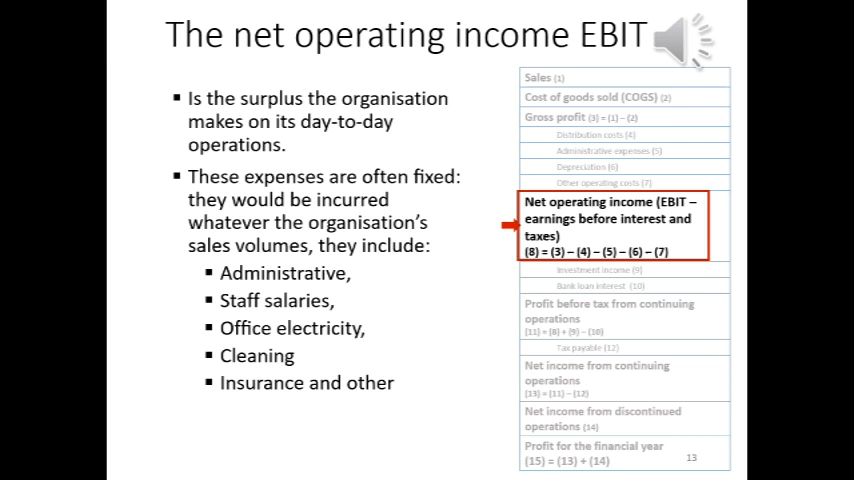 The net operating income EBIT
▪ Is the surplus the organisation
makes on its day-to-day
operations.
▪ These expenses are often fixed:
they would be incurred
whatever the organisation's
sales volumes, they include:
▪ Administrative,
▪ Staff salaries,
▪ Office electricity,
▪ Cleaning
▪ Insurance and other
Sales (1)
Cost of goods sold (COGS) (2)
Gross profit (3) = (1) – (2)
Distribution costs (4)
Administrative expenses (5)
Depreciation (6)
Other operating costs (7)
Net operating income (EBIT –
earnings before interest and
taxes)
(8) = (3) – (4) – (5) – (6) – (7)
Investment income (9)
Bank loan interest (10)
Profit before tax from continuing
operations
(11) = (8) + (9) – (10)
Tax payable (12)
Net income from continuing
operations
(13) = (11) – (12)
Net income from discontinued
operations (14)
Profit for the financial year
(15) = (13) + (14)
13